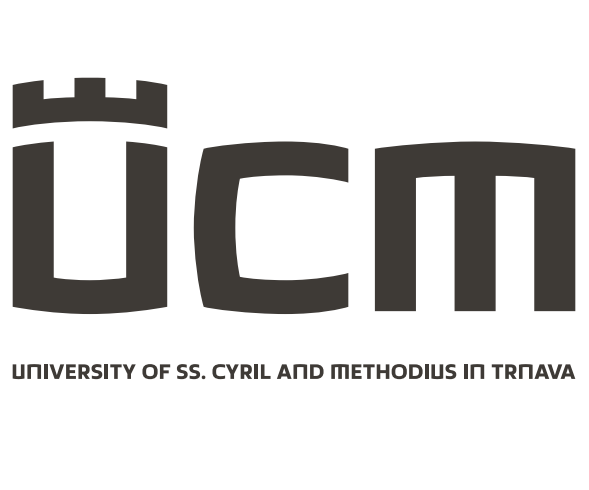 UCM
UNIVERSITY OF SS. CYRIL AND METHODIUS IN TRNAVA